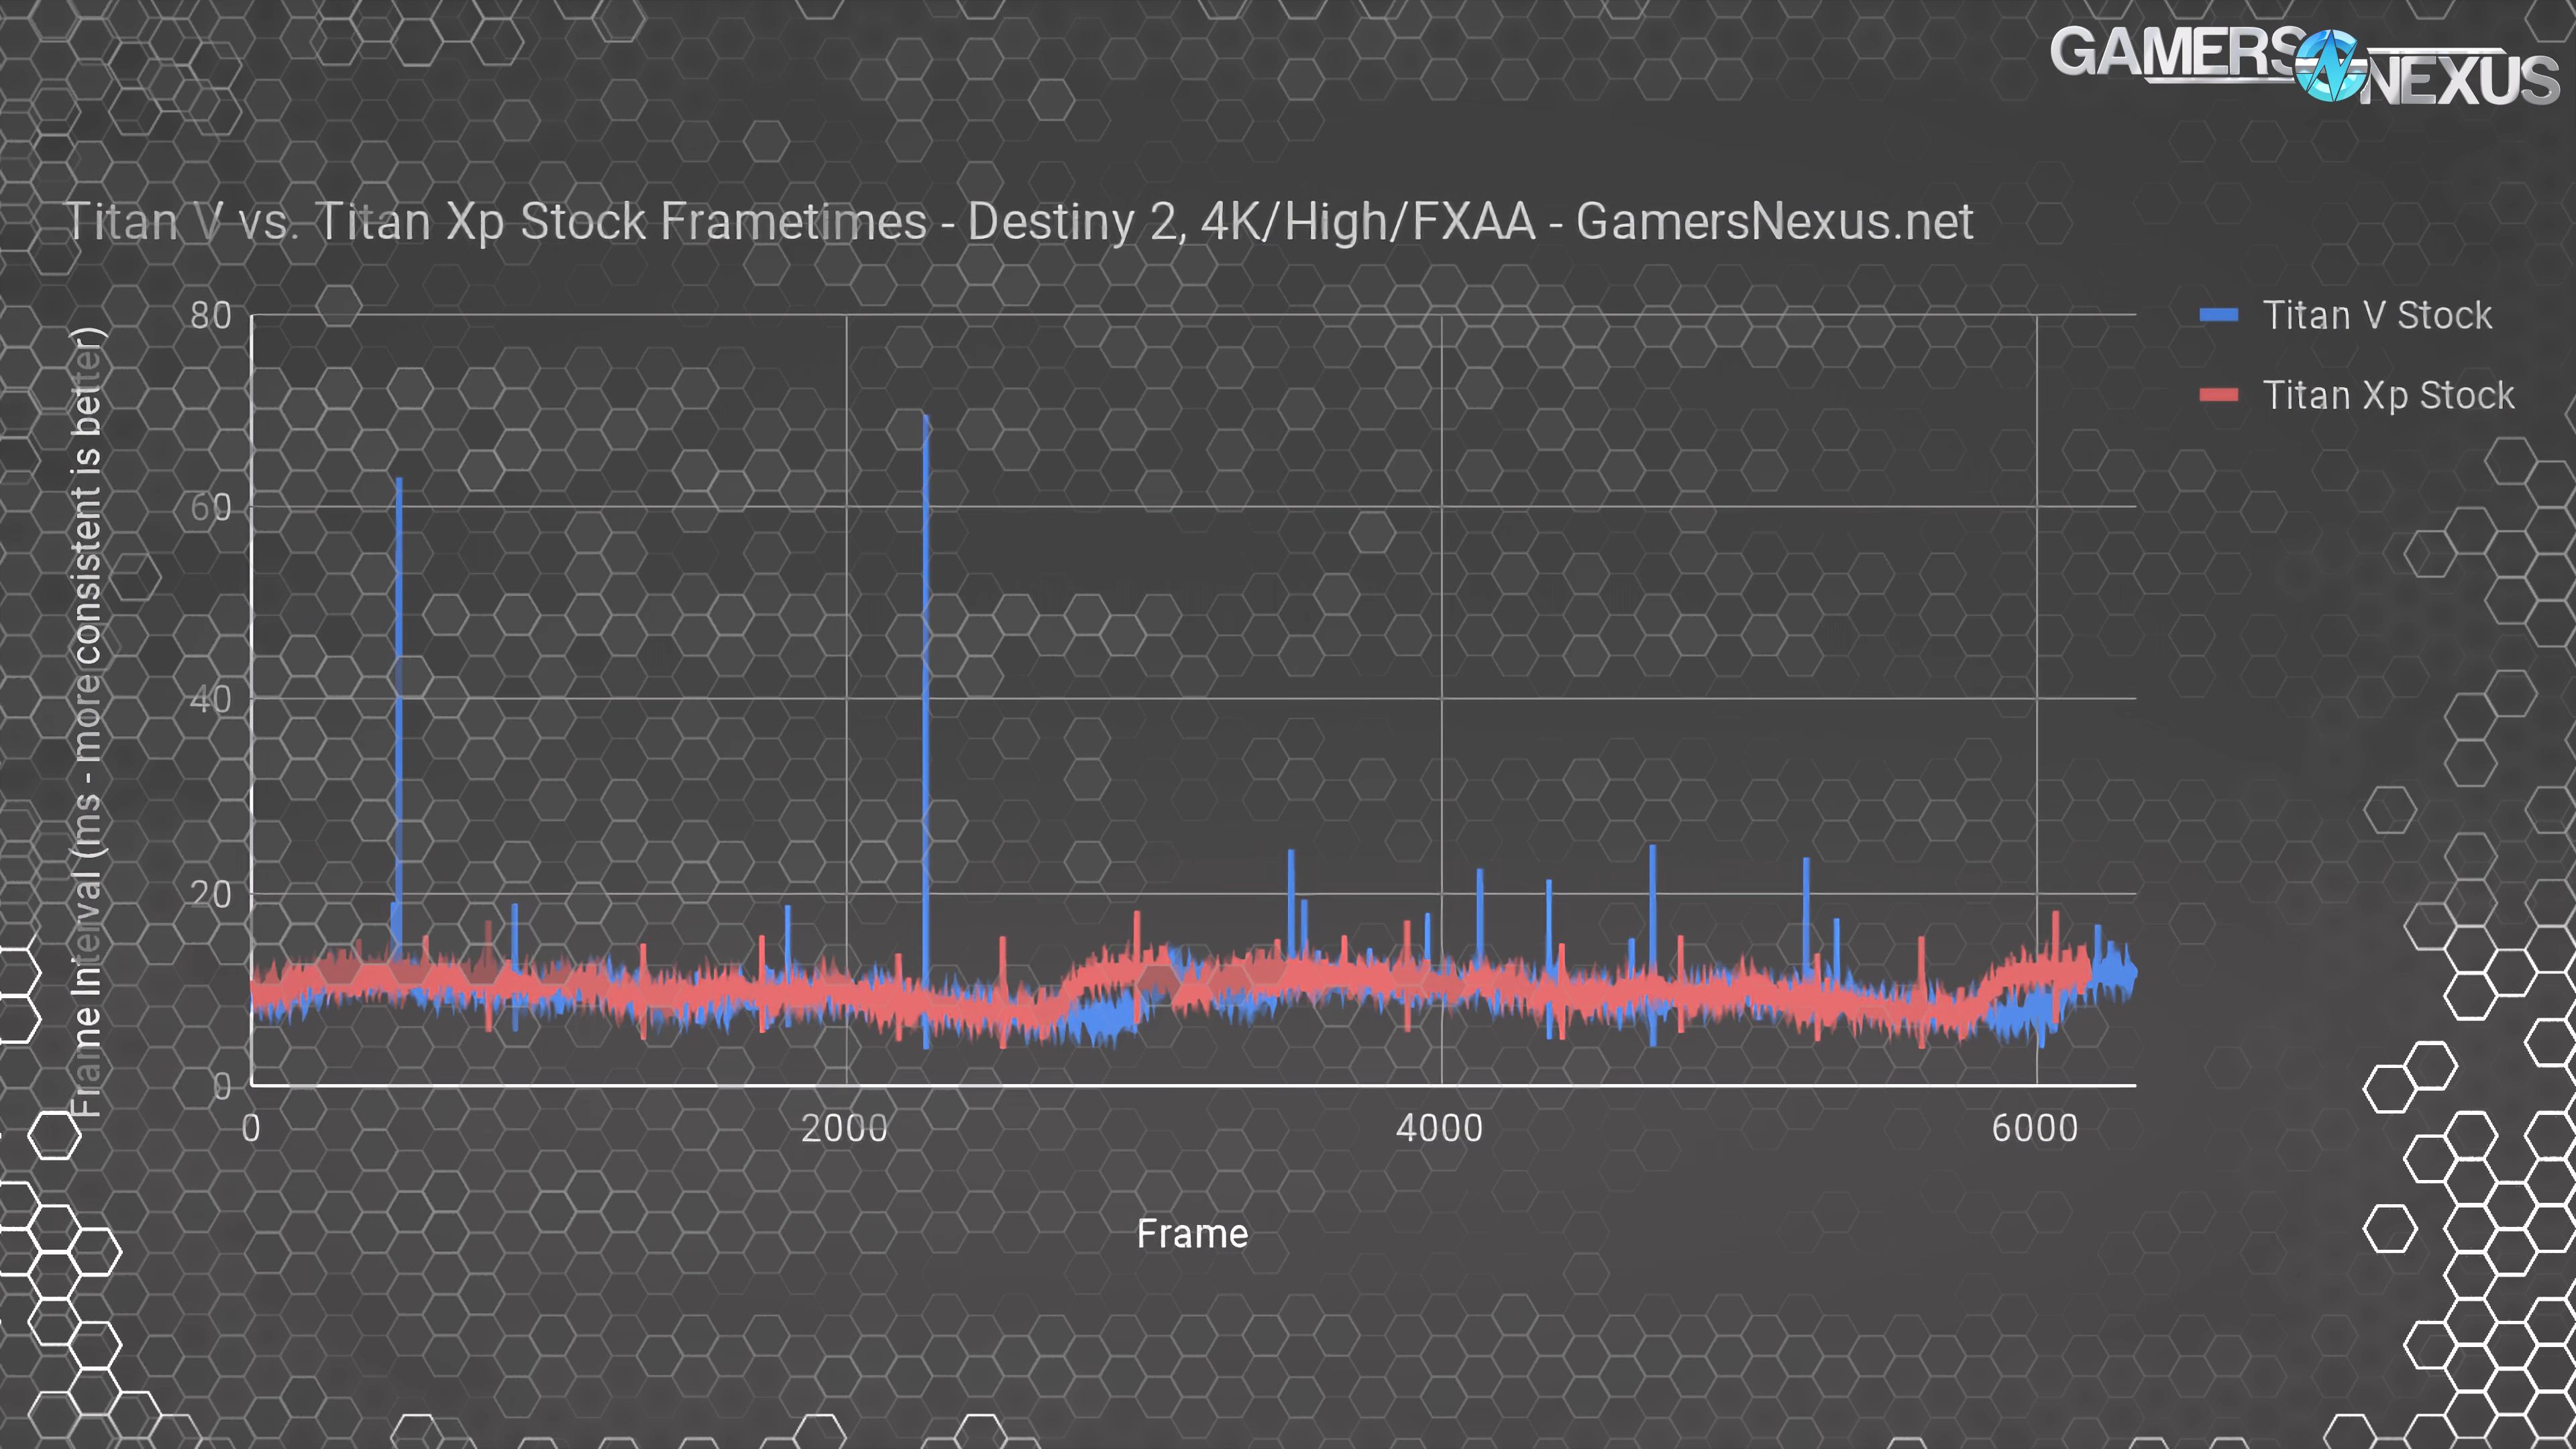 GAMERS NEXUS
Titan V vs. Titan Xp Stock Frametimes - Destiny 2, 4K/High/FXAA - GamersNexus.net
Frame Interval (ms - more consistent is better)
80
60
40
20
0
0 2000 4000 6000
Frame
Titan V Stock
Titan Xp Stock